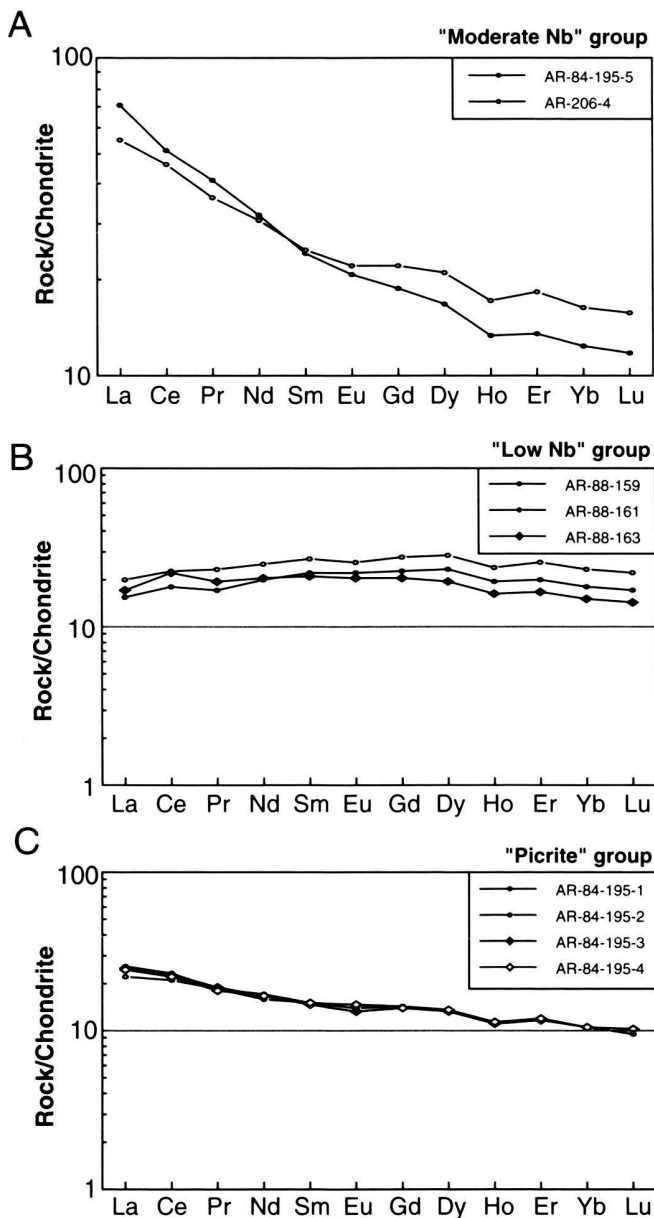 A
"Moderate Nb" group
100
AR-84-195-5
AR-206-4
Rock/Chondrite
10
La Ce Pr Nd Sm Eu Gd Dy Ho Er Yb Lu
B
"Low Nb" group
100
AR-88-159
AR-88-161
AR-88-163
Rock/Chondrite
10
1
La Ce Pr Nd Sm Eu Gd Dy Ho Er Yb Lu
C
"Picrite" group
100
AR-84-195-1
AR-84-195-2
AR-84-195-3
AR-84-195-4
Rock/Chondrite
10
1
La Ce Pr Nd Sm Eu Gd Dy Ho Er Yb Lu